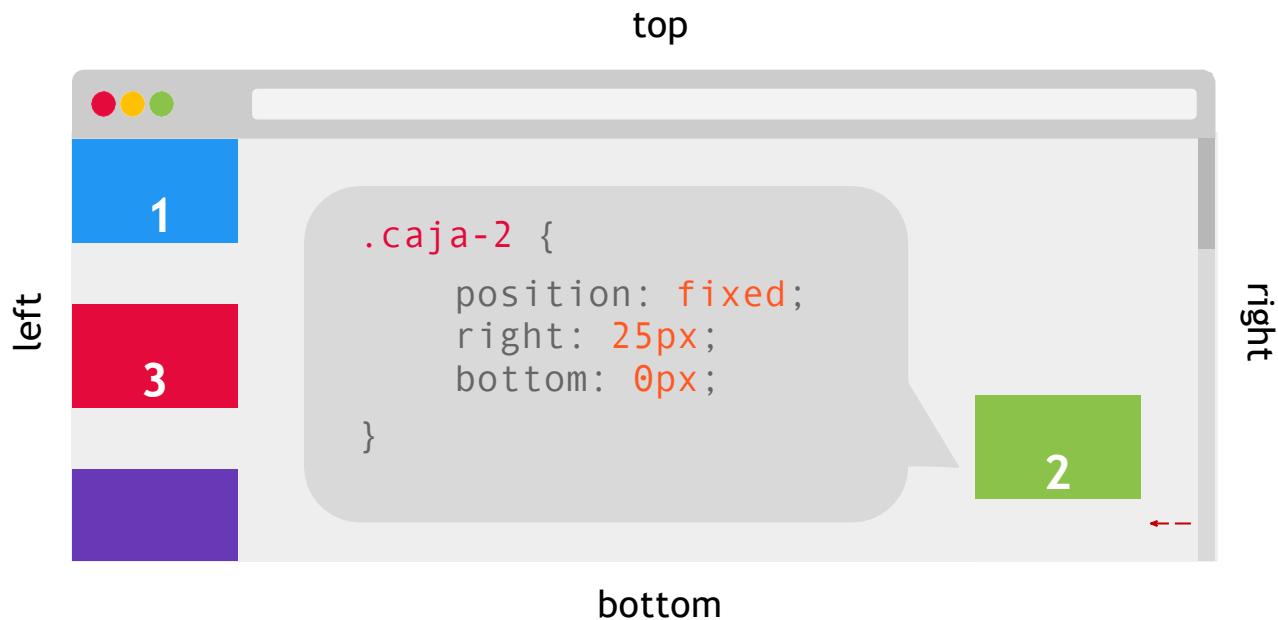 top
1
.caja-2 {
position: fixed;
right: 25px;
bottom: 0px;
}
left
right
3
2
bottom